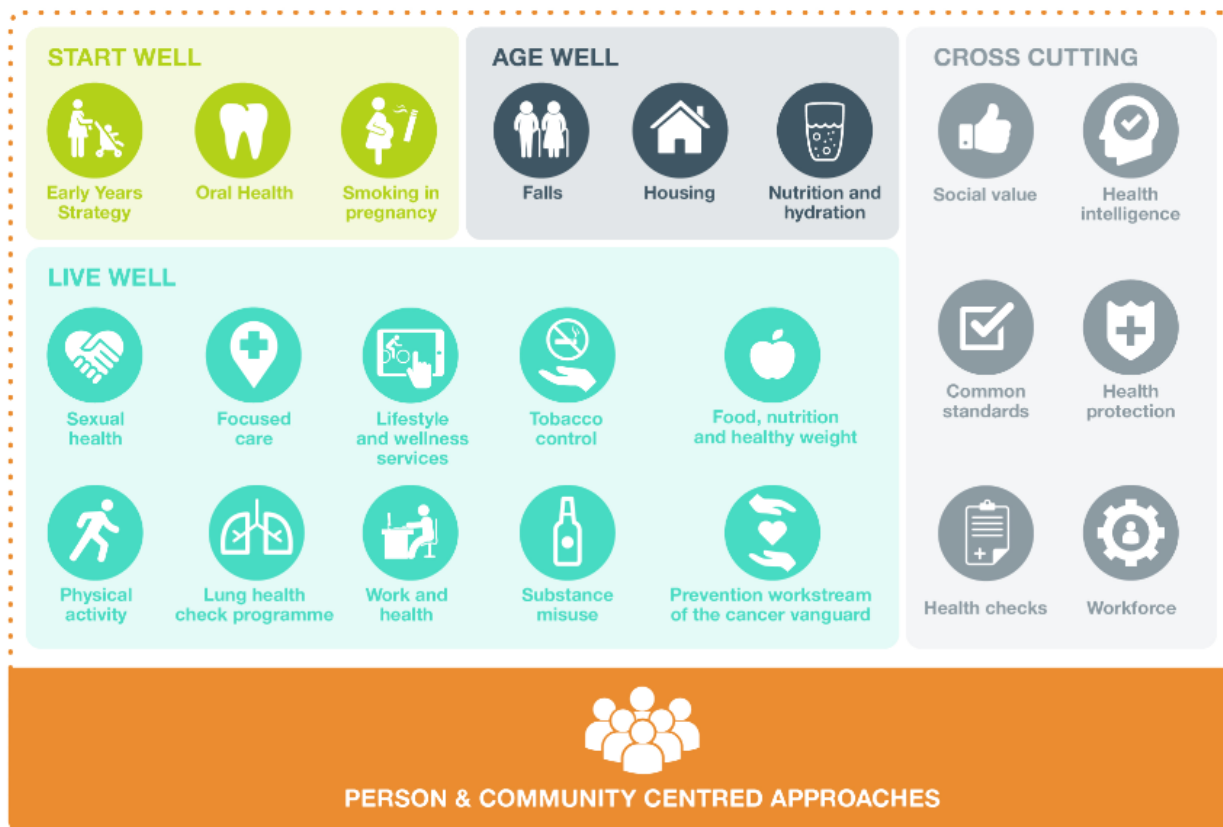 START WELL
Early Years
Strategy
Oral Health
Smoking in
pregnancy
AGE WELL
Falls
Housing
Nutrition and
hydration
CROSS CUTTING
Social value
Health
intelligence
Common
standards
Health
protection
Health checks
Workforce
LIVE WELL
Sexual
health
Focused
care
Lifestyle
and wellness
services
Tobacco
control
Food, nutrition
and healthy weight
Physical
activity
Lung health
check programme
Work and
health
Substance
misuse
Prevention workstream
of the cancer vanguard
PERSON & COMMUNITY CENTRED APPROACHES